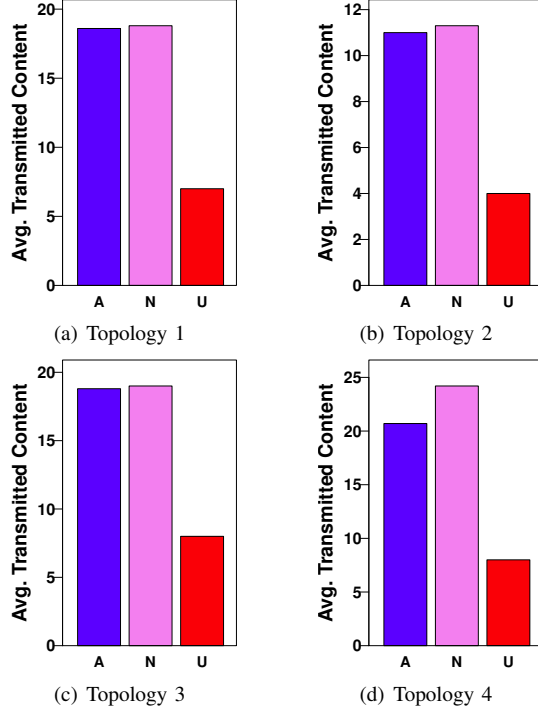 Avg. Transmitted Content
20
15
10
5
0
A N U
(a) Topology 1
Avg. Transmitted Content
12
10
8
6
4
2
0
A N U
(b) Topology 2
Avg. Transmitted Content
20
15
10
5
0
A N U
(c) Topology 3
Avg. Transmitted Content
25
20
15
10
5
0
A N U
(d) Topology 4